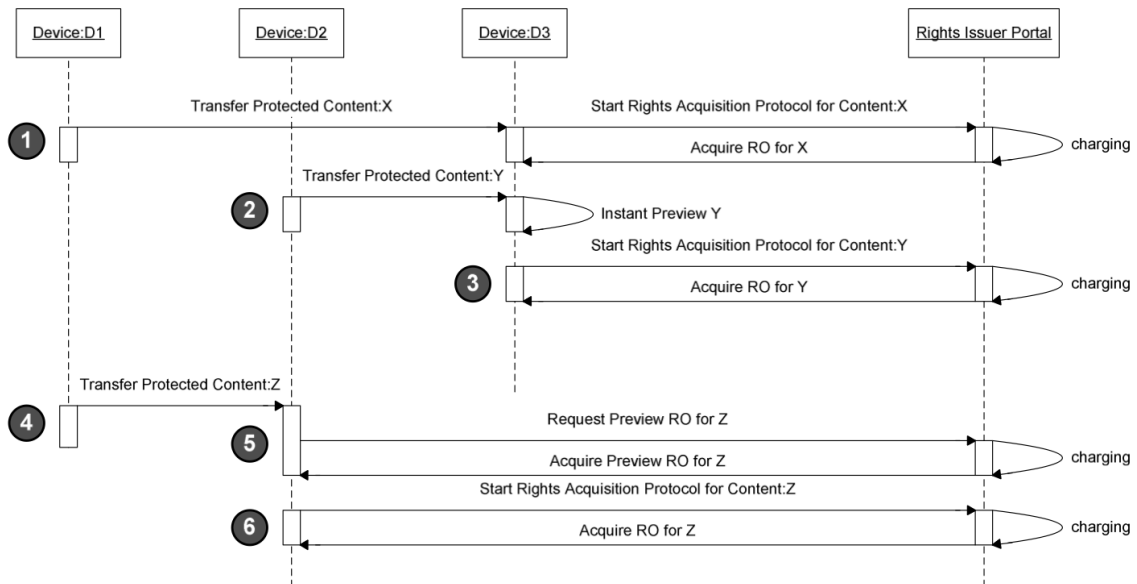 Device:D1
Device:D2
Device:D3
Rights Issuer Portal
Transfer Protected Content:X
Start Rights Acquisition Protocol for Content:X
1
Acquire RO for X
charging
Transfer Protected Content:Y
2
Instant Preview Y
Start Rights Acquisition Protocol for Content:Y
3
Acquire RO for Y
charging
Transfer Protected Content:Z
4
Request Preview RO for Z
5
Acquire Preview RO for Z
charging
Start Rights Acquisition Protocol for Content:Z
6
Acquire RO for Z
charging